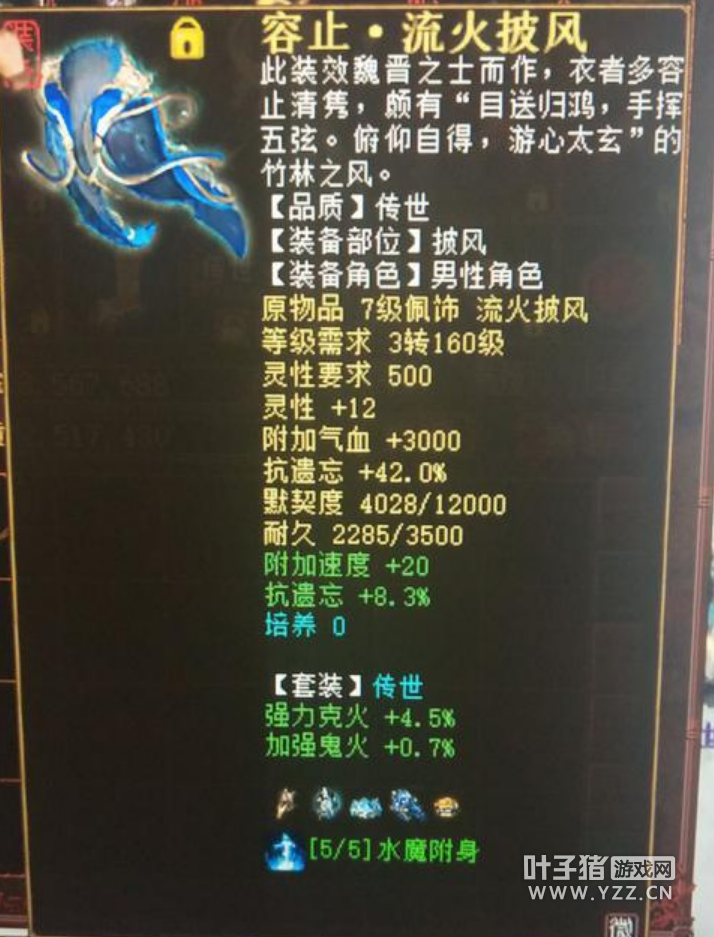 容止·流火披风
此装效魏晋之士而作，衣者多容
止清隽，颇有“目送归鸿，手挥
五弦。俯仰自得，游心太玄”的
竹林之风。
【品质】传世
【装备部位】披风
【装备角色】男性角色
原物品 7级佩饰 流火披风
等级需求 3转160级
灵性要求 500
灵性 +12
附加气血 +3000
抗遗忘 +42.0%
默契度 4028/12000
耐久 2285/3500
附加速度 +20
抗遗忘 +8.3%
培养 0
【套装】传世
强力克火 +4.5%
加强鬼火 +0.7%
[5/5]水魔附身
叶子猪游戏网
www.YZZ.CN
微